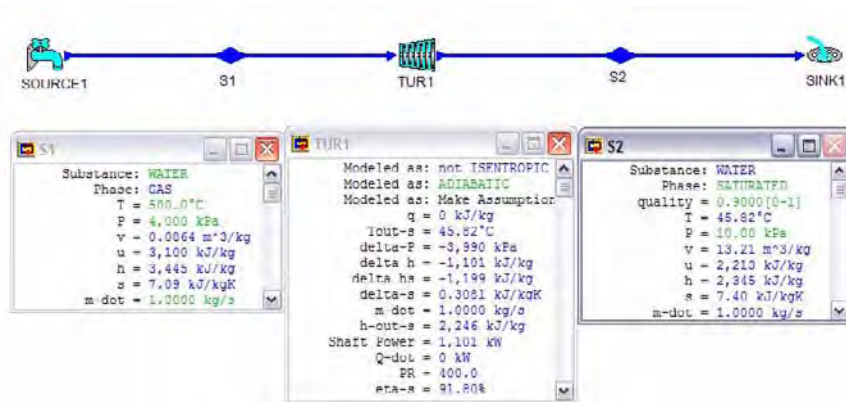 SOURCE1
S1
TUR1
S2
SINK1
S1
Substance: WATER
Phase: GAS
T = 500.0°C
P = 4,000 kPa
v = 0.0864 m^3/kg
u = 3,100 kJ/kg
h = 3,445 kJ/kg
s = 7.09 kJ/kgK
m-dot = 1.0000 kg/s
TUR1
Modeled as: not ISENTROPIC
Modeled as: ADIABATIC
Modeled as: Make Assumption
q = 0 kJ/kg
Tout-s = 45.82°C
delta-P = -3,990 kPa
delta h = -1,101 kJ/kg
delta hs = -1,199 kJ/kg
delta-s = 0.3081 kJ/kgK
m dot = 1.0000 kg/s
h-out-s = 2,246 kJ/kg
Shaft Power = 1,101 kW
Q-dot = 0 kW
PR = 400.0
eta-s = 91.80%
S2
Substance: WATER
Phase: SATURATED
quality = 0.9000[0-1]
T = 45.82°C
P = 10.00 kPa
v = 13.21 m^3/kg
u = 2,213 kJ/kg
h = 2,345 kJ/kg
s = 7.40 kJ/kgK
m-dot = 1.0000 kg/s